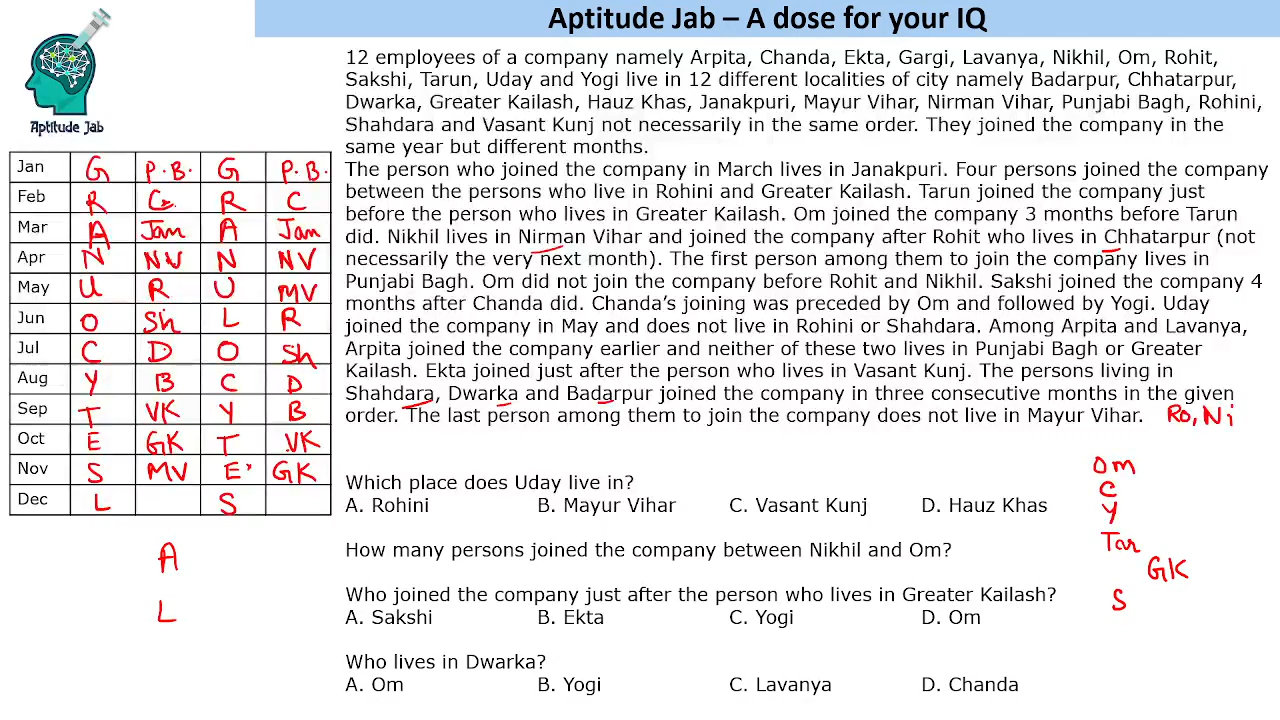 Aptitude Jab – A dose for your IQ
Aptitude Jab
12 employees of a company namely Arpita, Chanda, Ekta, Gargi, Lavanya, Nikhil, Om, Rohit,
Sakshi, Tarun, Uday and Yogi live in 12 different localities of city namely Badarpur, Chhatarpur,
Dwarka, Greater Kailash, Hauz Khas, Janakpuri, Mayur Vihar, Nirman Vihar, Punjabi Bagh, Rohini,
Shahdara and Vasant Kunj not necessarily in the same order. They joined the company in the
same year but different months.
The person who joined the company in March lives in Janakpuri. Four persons joined the company
between the persons who live in Rohini and Greater Kailash. Tarun joined the company just
before the person who lives in Greater Kailash. Om joined the company 3 months before Tarun
did. Nikhil lives in Nirman Vihar and joined the company after Rohit who lives in Chhatarpur (not
necessarily the very next month). The first person among them to join the company lives in
Punjabi Bagh. Om did not join the company before Rohit and Nikhil. Sakshi joined the company 4
months after Chanda did. Chanda's joining was preceded by Om and followed by Yogi. Uday
joined the company in May and does not live in Rohini or Shahdara. Among Arpita and Lavanya,
Arpita joined the company earlier and neither of these two lives in Punjabi Bagh or Greater
Kailash. Ekta joined just after the person who lives in Vasant Kunj. The persons living in
Shahdara, Dwarka and Badarpur joined the company in three consecutive months in the given
order. The last person among them to join the company does not live in Mayur Vihar. Ro, Ni
Jan G P.B. G P.B.
Feb R C R C
Mar A Jan A Jan
Apr N NV N NV
May U R U MV
Jun O Sh L R
Jul C D O Sh
Aug Y B C D
Sep T VK Y B
Oct E GK T VK
Nov S MV E GK
Dec L S
A
L
Which place does Uday live in?
A. Rohini B. Mayur Vihar C. Vasant Kunj D. Hauz Khas
How many persons joined the company between Nikhil and Om?
Who joined the company just after the person who lives in Greater Kailash?
A. Sakshi B. Ekta C. Yogi D. Om
Who lives in Dwarka?
A. Om B. Yogi C. Lavanya D. Chanda
Om
C
Y
Tar
GK
S